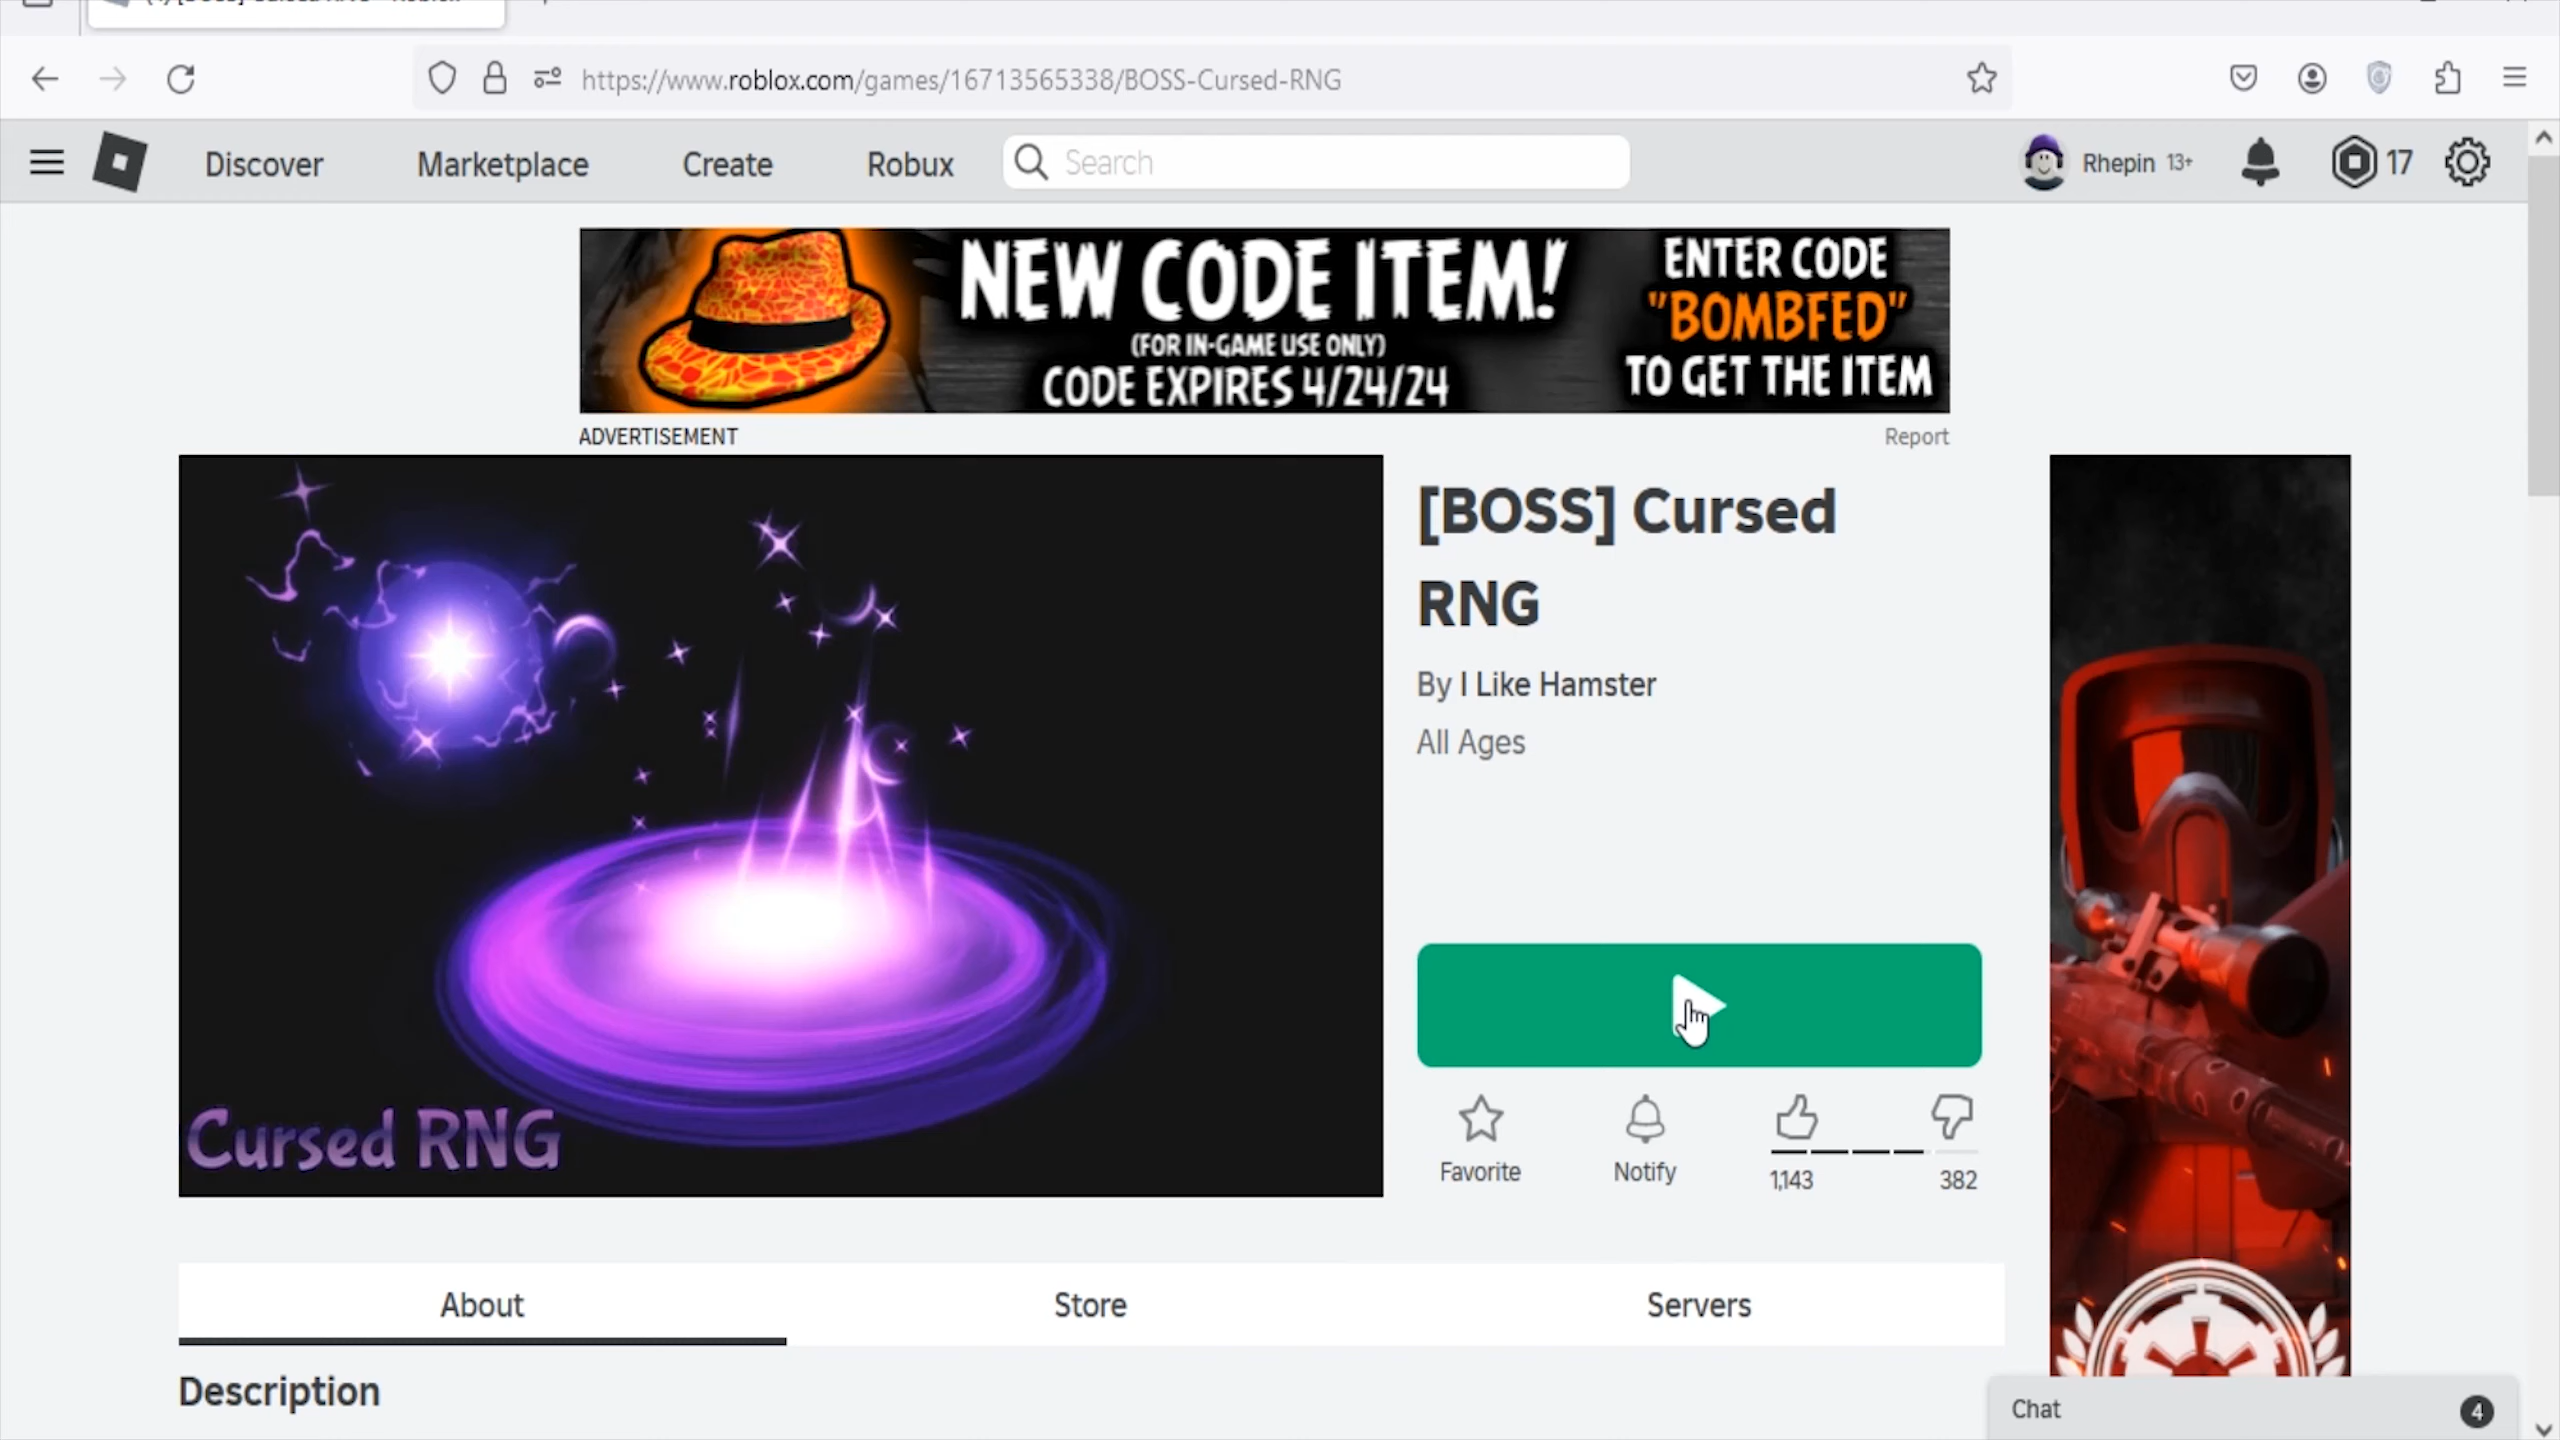 https://www.roblox.com/games/16713565338/BOSS-Cursed-RNG
Discover Marketplace Create Robux Search Rhepin 13+ 17
NEW CODE ITEM!
(FOR IN-GAME USE ONLY)
CODE EXPIRES 4/24/24
ENTER CODE
"BOMBFED"
TO GET THE ITEM
ADVERTISEMENT Report
Cursed RNG
[BOSS] Cursed
RNG
By I Like Hamster
All Ages
Favorite Notify 1,143 382
About Store Servers
Description
Chat 4